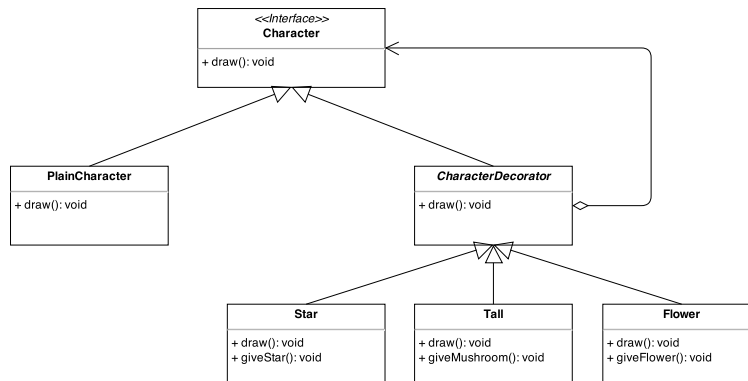 <<Interface>>
Character
+ draw(): void
PlainCharacter
+ draw(): void
CharacterDecorator
+ draw(): void
Star
+ draw(): void
+ giveStar(): void
Tall
+ draw(): void
+ giveMushroom(): void
Flower
+ draw(): void
+ giveFlower(): void